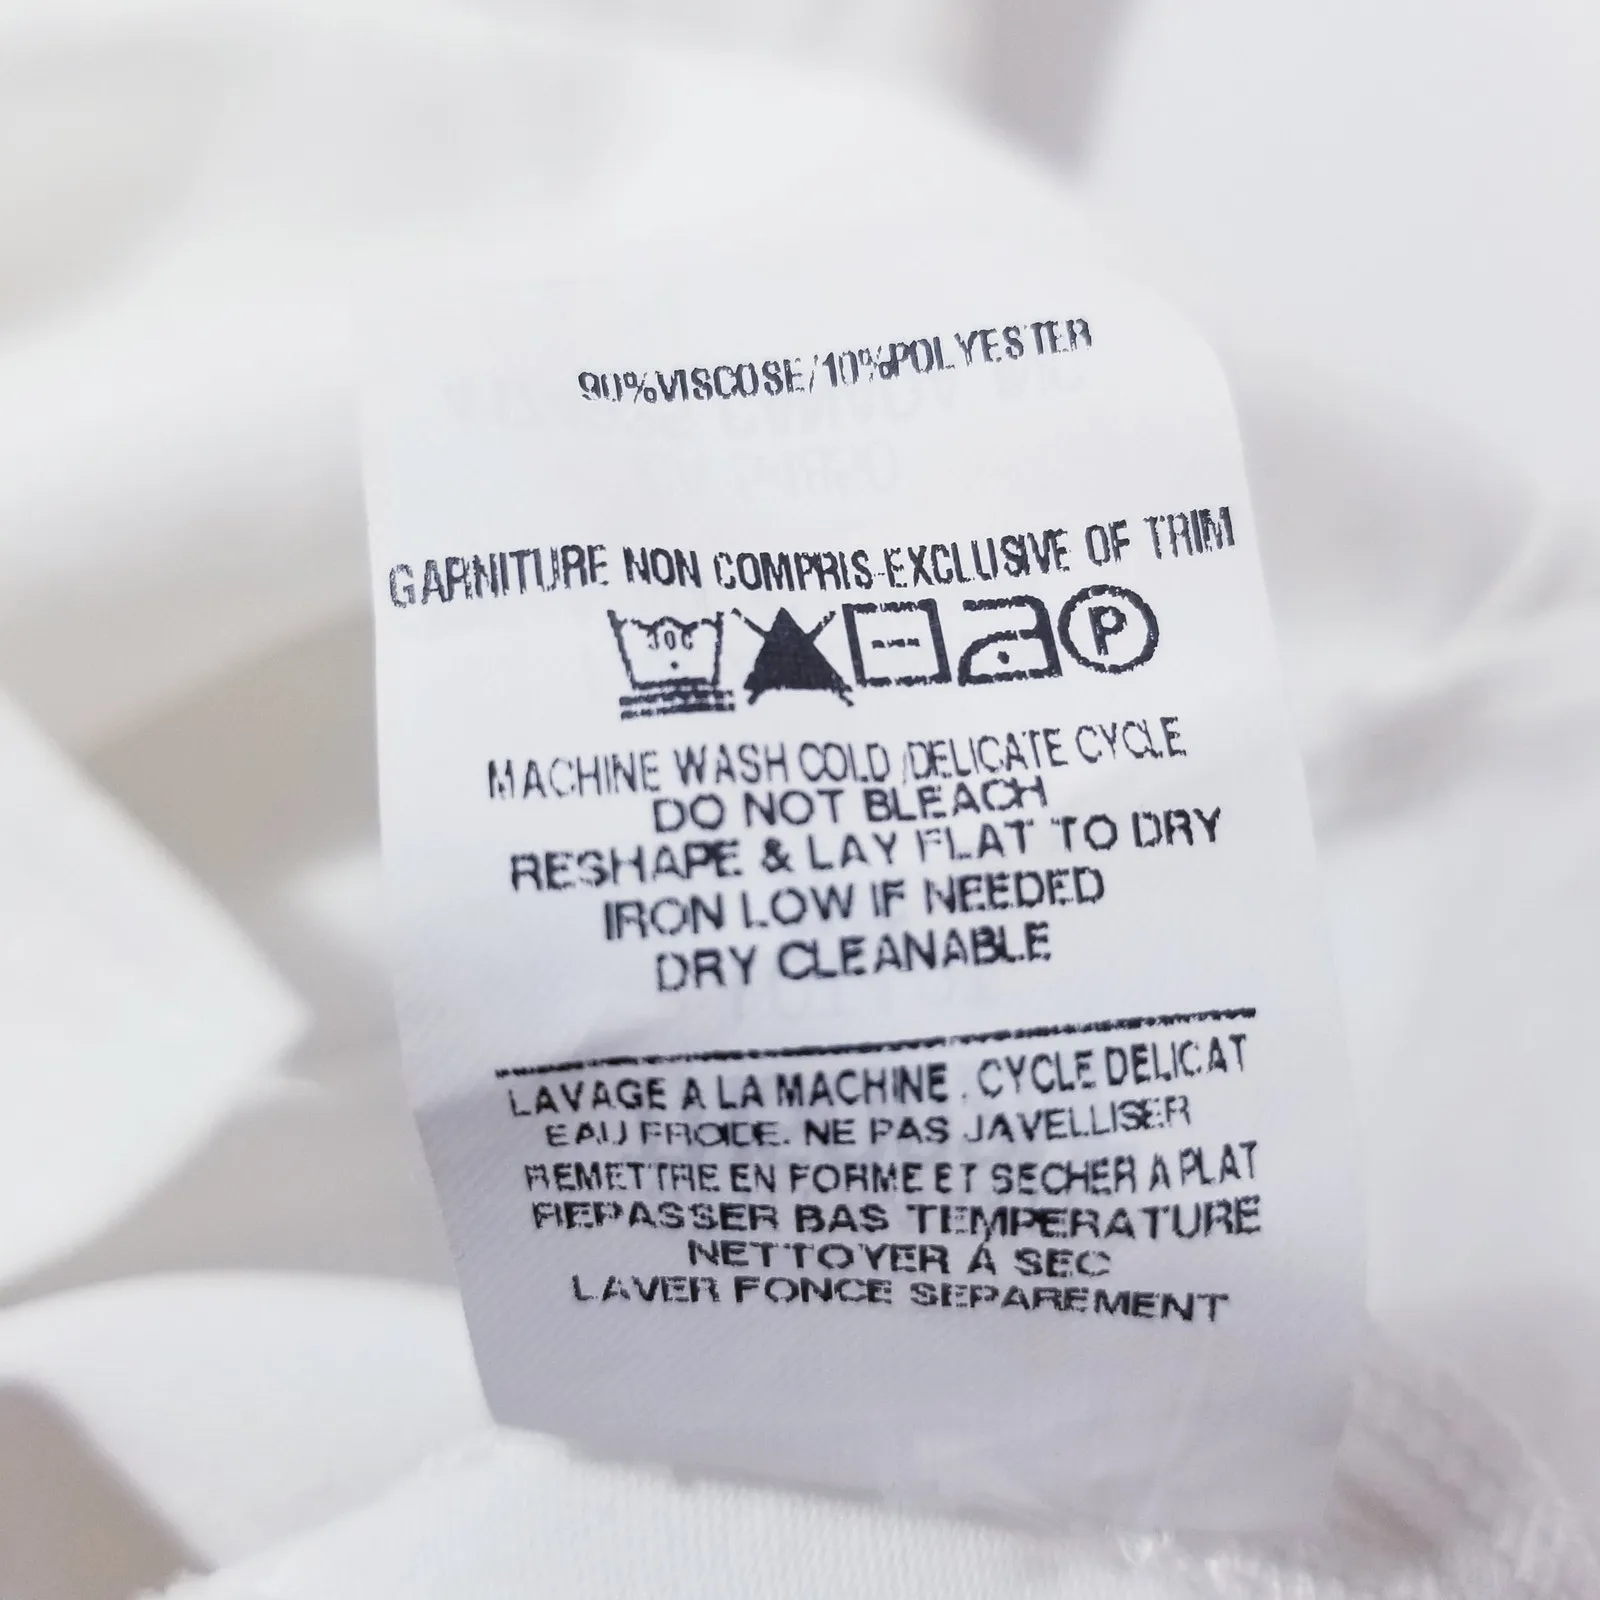 90%VISCOSE/10%POLYESTER
GARNITURE NON COMPRIS-EXCLUSIVE OF TRIM
30C P
MACHINE WASH COLD /DELICATE CYCLE
DO NOT BLEACH
RESHAPE & LAY FLAT TO DRY
IRON LOW IF NEEDED
DRY CLEANABLE
LAVAGE A LA MACHINE . CYCLE DELICAT
EAU FROIDE. NE PAS JAVELLISER
REMETTRE EN FORME ET SECHER A PLAT
REPASSER BAS TEMPERATURE
NETTOYER Á SEC
LAVER FONCE SEPAREMENT